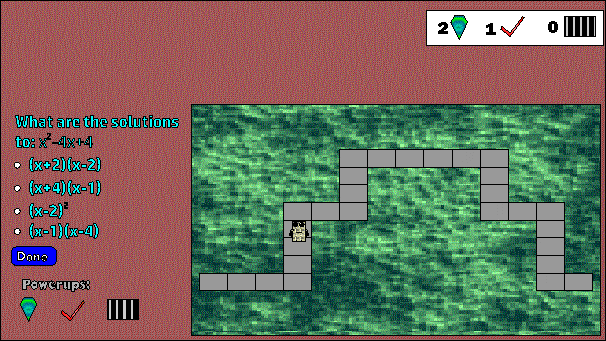 2 1 0
What are the solutions
to: x²-4x+4
(x+2)(x-2)
(x+4)(x-1)
(x-2)²
(x-1)(x-4)
Done
Powerups: